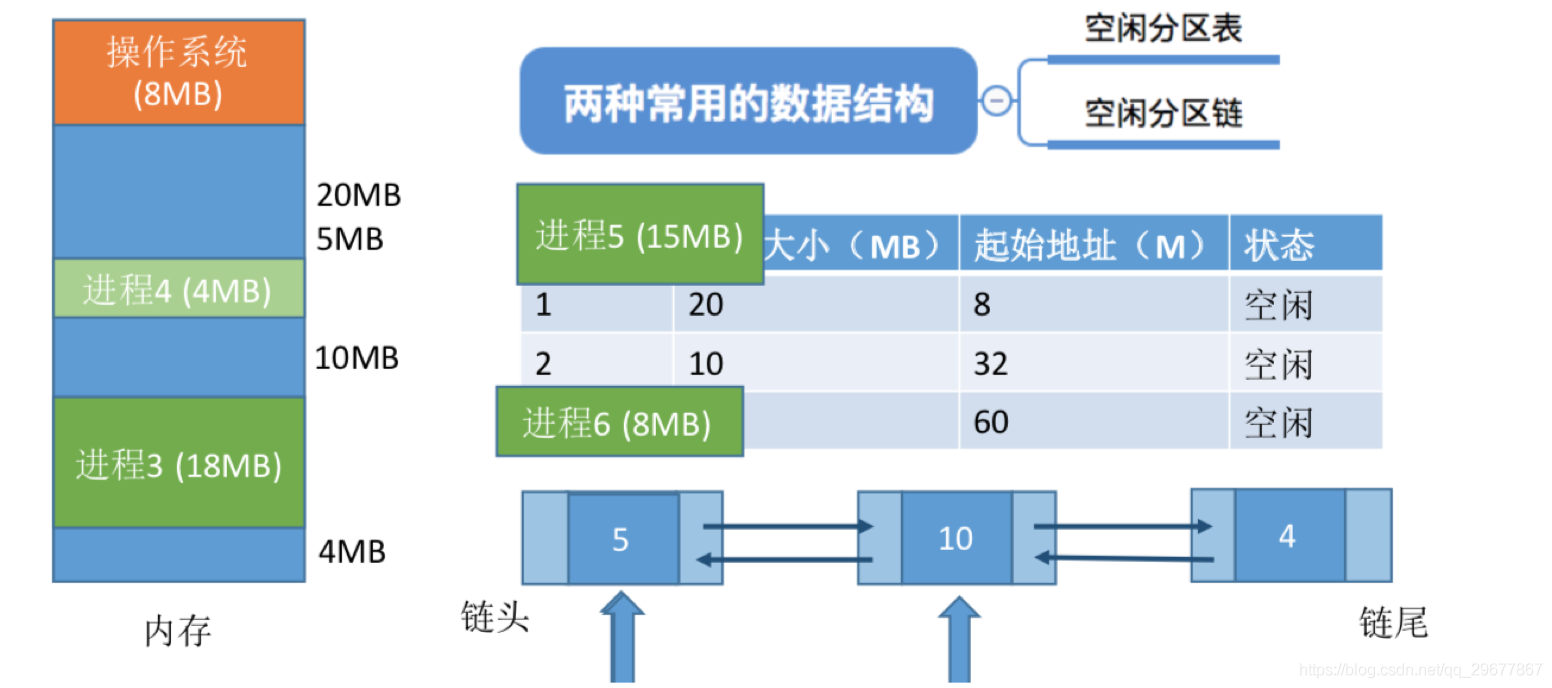 操作系统
(8MB)
20MB
5MB
进程4 (4MB)
10MB
进程3 (18MB)
4MB
内存
两种常用的数据结构
空闲分区表
空闲分区链
进程5 (15MB)
大小（MB） 起始地址（M） 状态
1 20 8 空闲
2 10 32 空闲
进程6 (8MB) 60 空闲
5 10 4
链头
链尾
https://blog.csdn.net/qq_29677867